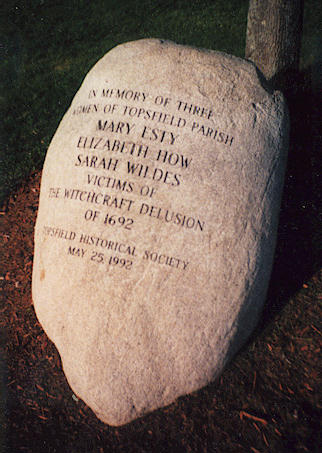 IN MEMORY OF THREE
WOMEN OF TOPSFIELD PARISH
MARY ESTY
ELIZABETH HOW
SARAH WILDES
VICTIMS OF
THE WITCHCRAFT DELUSION
OF 1692
TOPSFIELD HISTORICAL SOCIETY
MAY 25, 1992